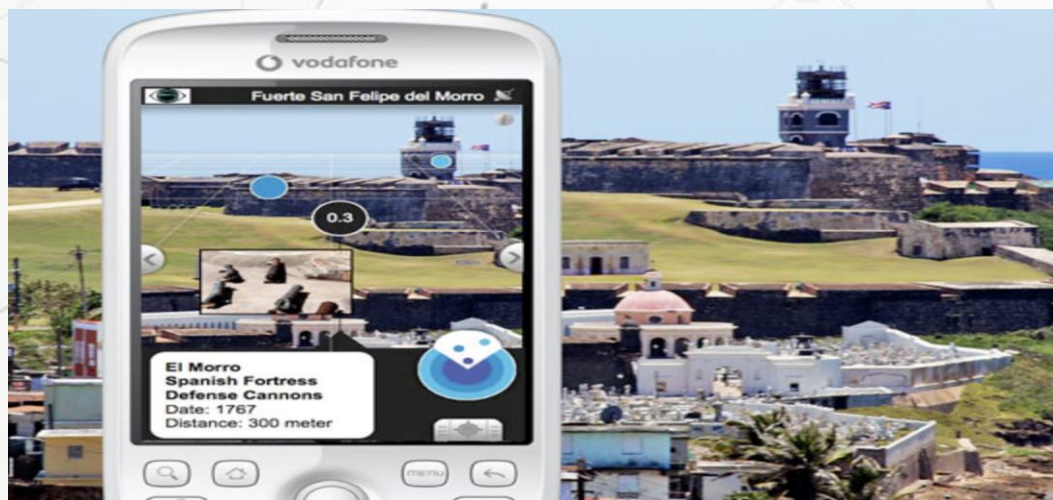 vodafone
Fuerte San Felipe del Morro
0.3
El Morro
Spanish Fortress
Defense Cannons
Date: 1767
Distance: 300 meter
MENU